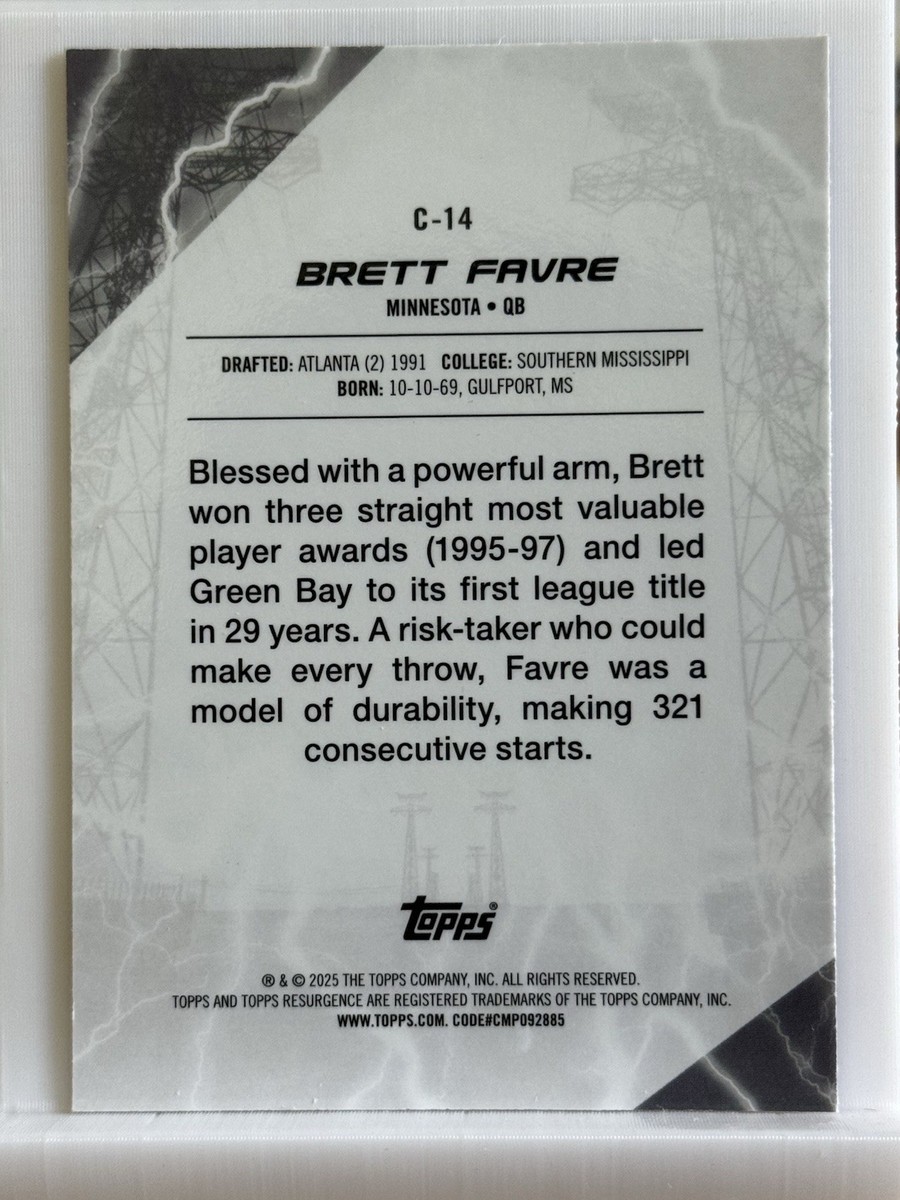 C-14
BRETT FAVRE
MINNESOTA • QB
DRAFTED: ATLANTA (2) 1991 COLLEGE: SOUTHERN MISSISSIPPI
BORN: 10-10-69, GULFPORT, MS
Blessed with a powerful arm, Brett
won three straight most valuable
player awards (1995-97) and led
Green Bay to its first league title
in 29 years. A risk-taker who could
make every throw, Favre was a
model of durability, making 321
consecutive starts.
topps®
® & © 2025 THE TOPPS COMPANY, INC. ALL RIGHTS RESERVED.
TOPPS AND TOPPS RESURGENCE ARE REGISTERED TRADEMARKS OF THE TOPPS COMPANY, INC.
WWW.TOPPS.COM. CODE#CMP092885